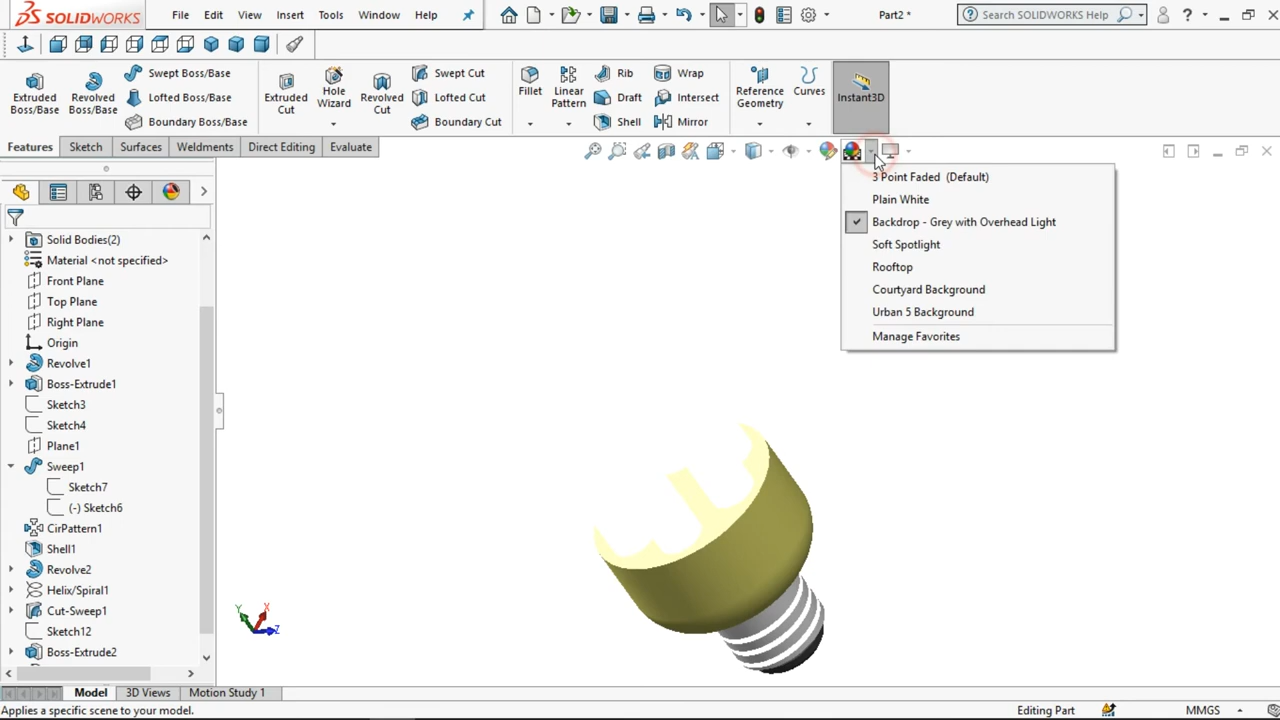 SOLIDWORKS File Edit View Insert Tools Window Help Part2 * Search SOLIDWORKS Help ?
Extruded Boss/Base
Revolved Boss/Base
Swept Boss/Base
Lofted Boss/Base
Boundary Boss/Base
Extruded Cut
Hole Wizard
Revolved Cut
Swept Cut
Lofted Cut
Boundary Cut
Fillet
Linear Pattern
Rib
Draft
Shell
Wrap
Intersect
Mirror
Reference Geometry
Curves
Instant3D
Features Sketch Surfaces Weldments Direct Editing Evaluate
3 Point Faded (Default)
Plain White
Backdrop - Grey with Overhead Light
Soft Spotlight
Rooftop
Courtyard Background
Urban 5 Background
Manage Favorites
Solid Bodies(2)
Material <not specified>
Front Plane
Top Plane
Right Plane
Origin
Revolve1
Boss-Extrude1
Sketch3
Sketch4
Plane1
Sweep1
Sketch7
(-) Sketch6
CirPattern1
Shell1
Revolve2
Helix/Spiral1
Cut-Sweep1
Sketch12
Boss-Extrude2
Y X Z
Model 3D Views Motion Study 1
Applies a specific scene to your model. Editing Part MMGS